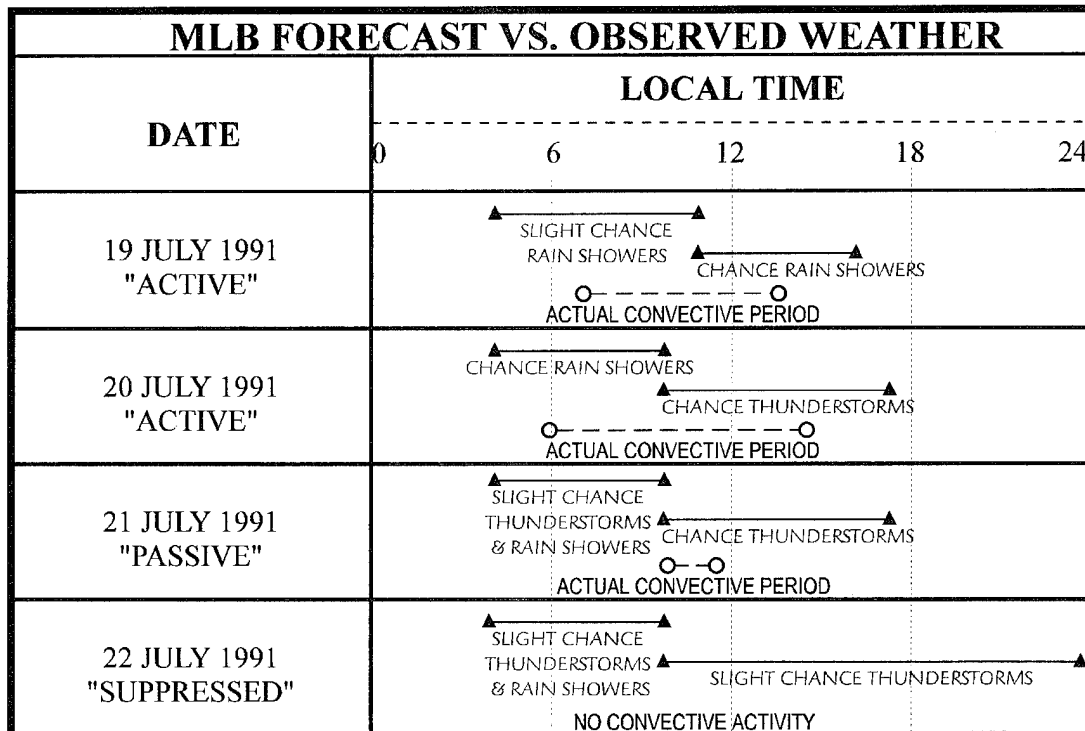 MLB FORECAST VS. OBSERVED WEATHER
DATE
LOCAL TIME
0 6 12 18 24
19 JULY 1991
"ACTIVE"
SLIGHT CHANCE
RAIN SHOWERS
CHANCE RAIN SHOWERS
ACTUAL CONVECTIVE PERIOD
20 JULY 1991
"ACTIVE"
CHANCE RAIN SHOWERS
CHANCE THUNDERSTORMS
ACTUAL CONVECTIVE PERIOD
21 JULY 1991
"PASSIVE"
SLIGHT CHANCE
THUNDERSTORMS
& RAIN SHOWERS
CHANCE THUNDERSTORMS
ACTUAL CONVECTIVE PERIOD
22 JULY 1991
"SUPPRESSED"
SLIGHT CHANCE
THUNDERSTORMS
& RAIN SHOWERS
SLIGHT CHANCE THUNDERSTORMS
NO CONVECTIVE ACTIVITY